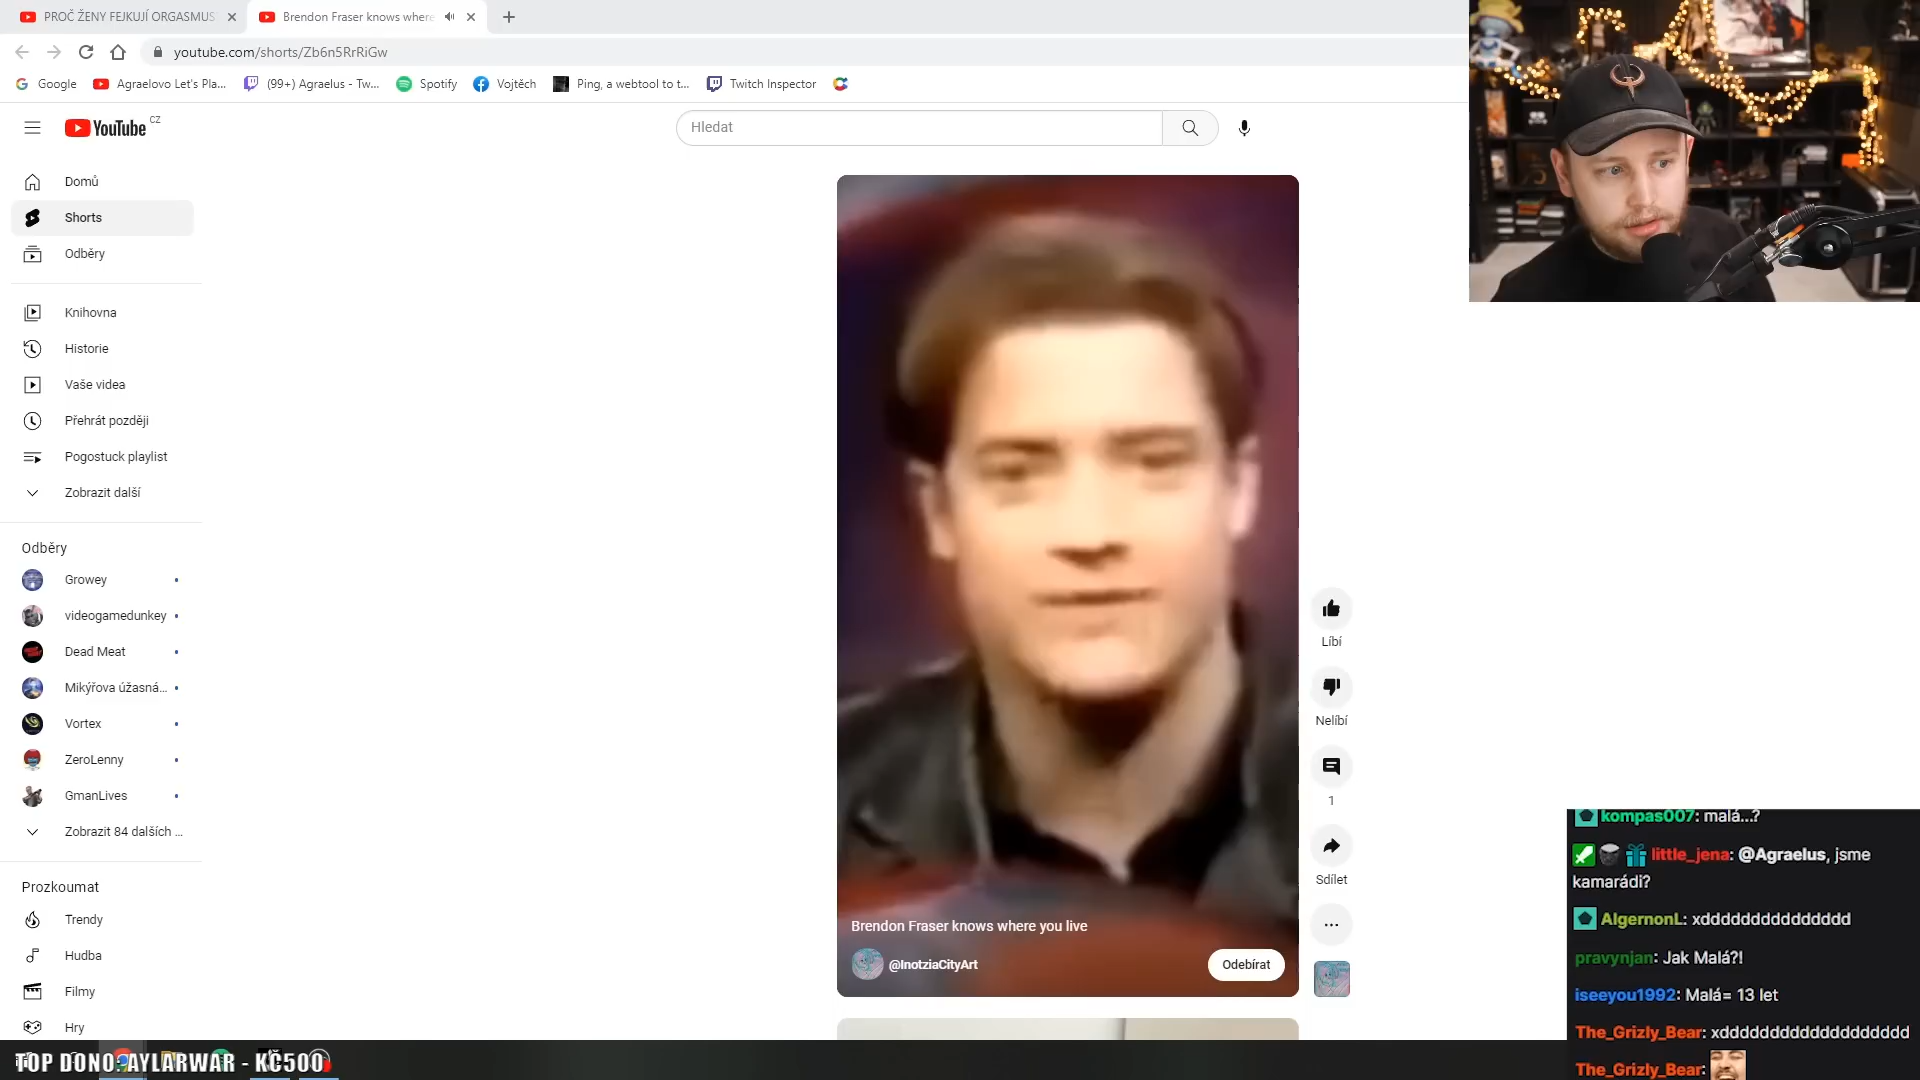 PROČ ŽENY FEJKUJÍ ORGASMUS
Brendon Fraser knows where
youtube.com/shorts/Zb6n5RrRiGw
Google
Agraelovo Let's Pla...
(99+) Agraelus - Tw...
Spotify
Vojtěch
Ping, a webtool to t...
Twitch Inspector
YouTube CZ
Hledat
Domů
Shorts
Odběry
Knihovna
Historie
Vaše videa
Přehrát později
Pogostuck playlist
Zobrazit další
Odběry
Growey
videogamedunkey
Dead Meat
Mikýřova úžasná...
Vortex
ZeroLenny
GmanLives
Zobrazit 84 dalších ...
Prozkoumat
Trendy
Hudba
Filmy
Hry
Brendon Fraser knows where you live
@InotziaCityArt
Odebírat
Líbí
Nelíbí
1
Sdílet
kompas007: malá...?
little_jena: @Agraelus, jsme
kamarádi?
AlgernonL: xddddddddddddddd
pravynjan: Jak Malá?!
iseeyou1992: Malá= 13 let
The_Grizly_Bear: xddddddddddddddddddd
The_Grizly_Bear:
TOP DONO: AYLARWAR - KČ500